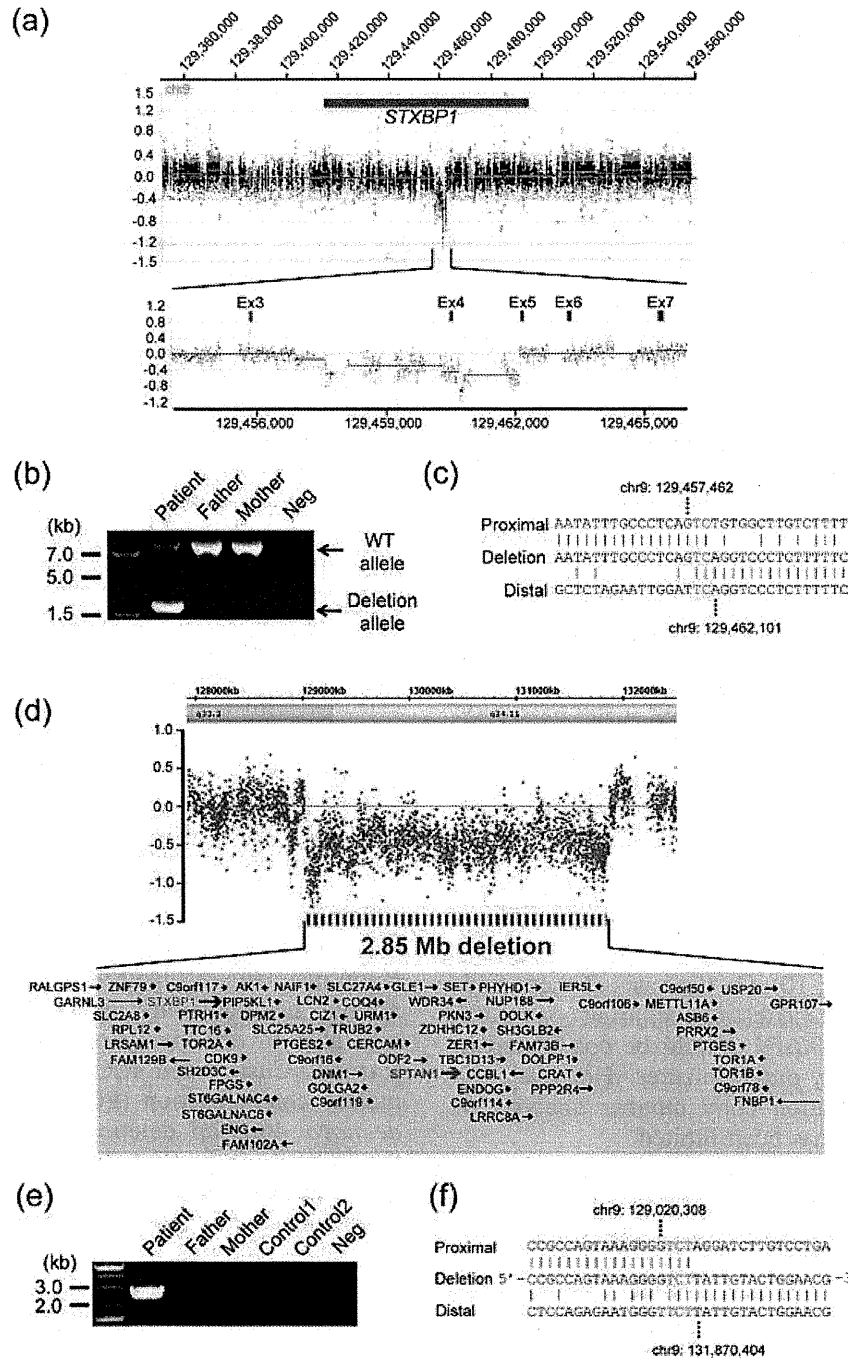 (a)
129,360,000 129,38,000 129,400,000 129,420,000 129,440,000 129,460,000 129,480,000 129,500,000 129,520,000 129,540,000 129,560,000
chr9
1.5
1.2
0.8
0.4
0.0
-0.4
-0.8
-1.2
-1.5
STXBP1
Ex3 Ex4 Ex5 Ex6 Ex7
1.2
0.8
0.4
0.0
-0.4
-0.8
-1.2
129,456,000 129,459,000 129,462,000 129,465,000
(b)
Patient Father Mother Neg
(kb)
7.0
5.0
1.5
WT allele
Deletion allele
(c)
chr9: 129,457,462
Proximal AATATTTGCCCTCAGTCTGTGGCTTGTCTTTT
Deletion AATATTTGCCCTCAGTCAGGTCCCTCTTTTTC
Distal GCTCTAGAATTGGATTCAGGTCCCTCTTTTTC
chr9: 129,462,101
(d)
128000kb 129000kb 130000kb 131000kb 132000kb
q33.3 q34.11
1.0
0.5
0.0
-0.5
-1.0
-1.5
2.85 Mb deletion
RALGPS1 ZNF79 C9orf117 AK1 NAIF1 SLC27A4 GLE1 SET PHYHD1 IER5L C9orf50 USP20
GARNL3 STXBP1 PIP5KL1 LCN2 COQ4 WDR34 NUP188 C9orf106 METTL11A GPR107
SLC2A8 PTRH1 DPM2 CIZ1 URM1 PKN3 DOLK ASB6
RPL12 TTC16 SLC25A25 TRUB2 ZDHHC12 SH3GLB2 PRRX2
LRSAM1 TOR2A PTGES2 CERCAM ZER1 FAM73B PTGES
FAM129B CDK9 C9orf16 ODF2 TBC1D13 DOLPP1 TOR1A
SH2D3C DNM1 SPTAN1 CCBL1 CRAT TOR1B
FPGS GOLGA2 ENDOG PPP2R4 C9orf78
ST6GALNAC4 C9orf119 C9orf114 FNBP1
ST6GALNAC6 LRRC8A
ENG
FAM102A
(e)
Patient Father Mother Control1 Control2 Neg
(kb)
3.0
2.0
(f)
chr9: 129,020,308
Proximal CCGCCAGTAAAGGGGTCTAGGATCTTGTCCTGA
Deletion 5'-CCGCCAGTAAAGGGGTCTTATTGTACTGGAACG
Distal CTCCAGAGAATGGGTTCTTATTGTACTGGAACG
chr9: 131,870,404